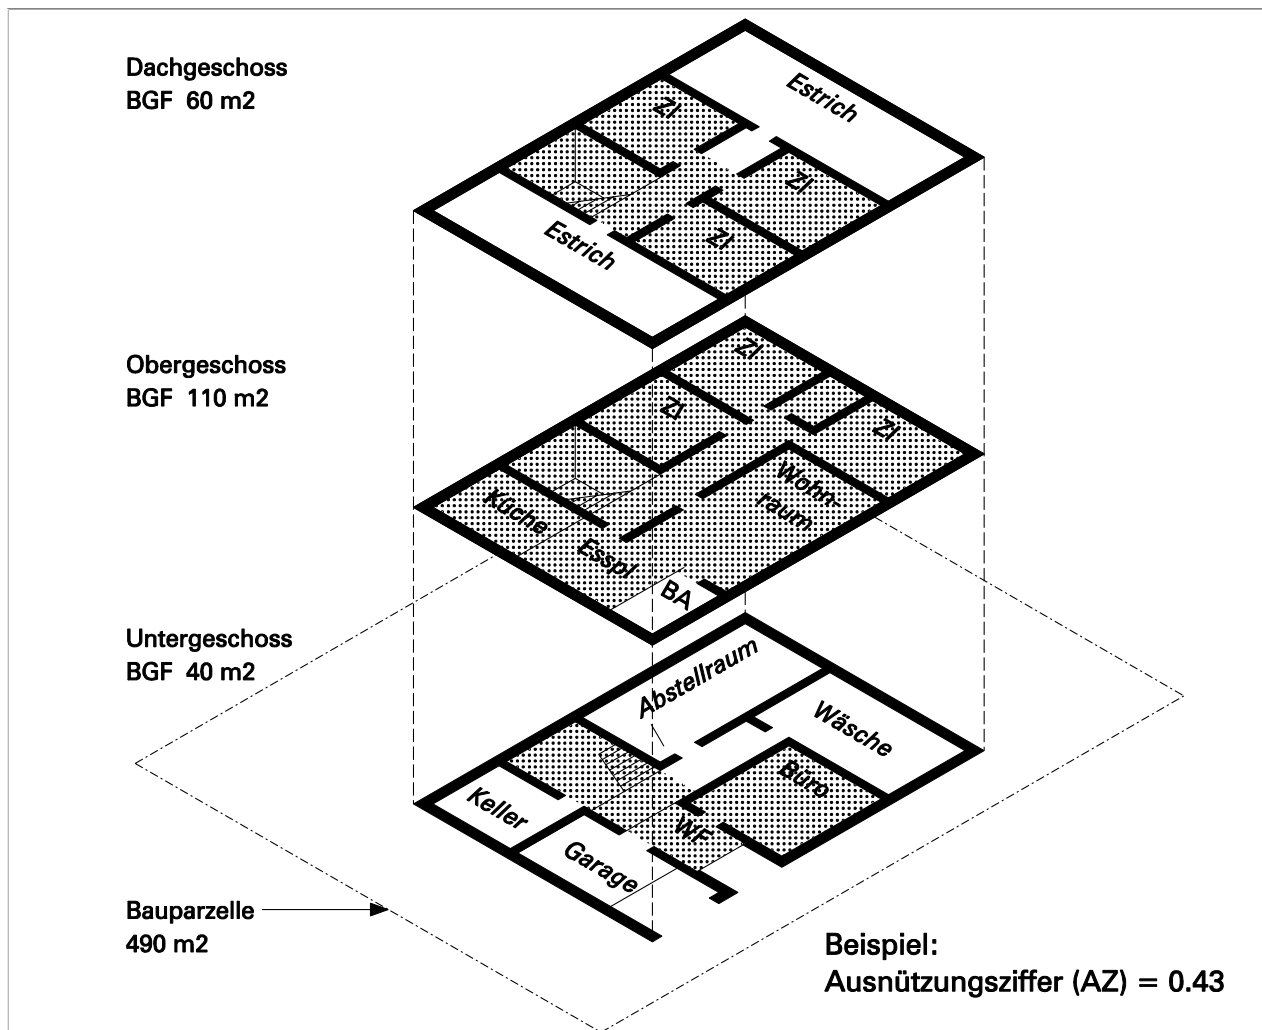 Dachgeschoss
BGF 60 m2
Estrich
ZI
ZI
ZI
Estrich
Obergeschoss
BGF 110 m2
ZI
ZI
ZI
Wohn-
raum
Küche
Esspl
BA
Untergeschoss
BGF 40 m2
Abstellraum
Wäsche
Büro
Keller
WF
Garage
Bauparzelle
490 m2
Beispiel:
Ausnützungsziffer (AZ) = 0.43